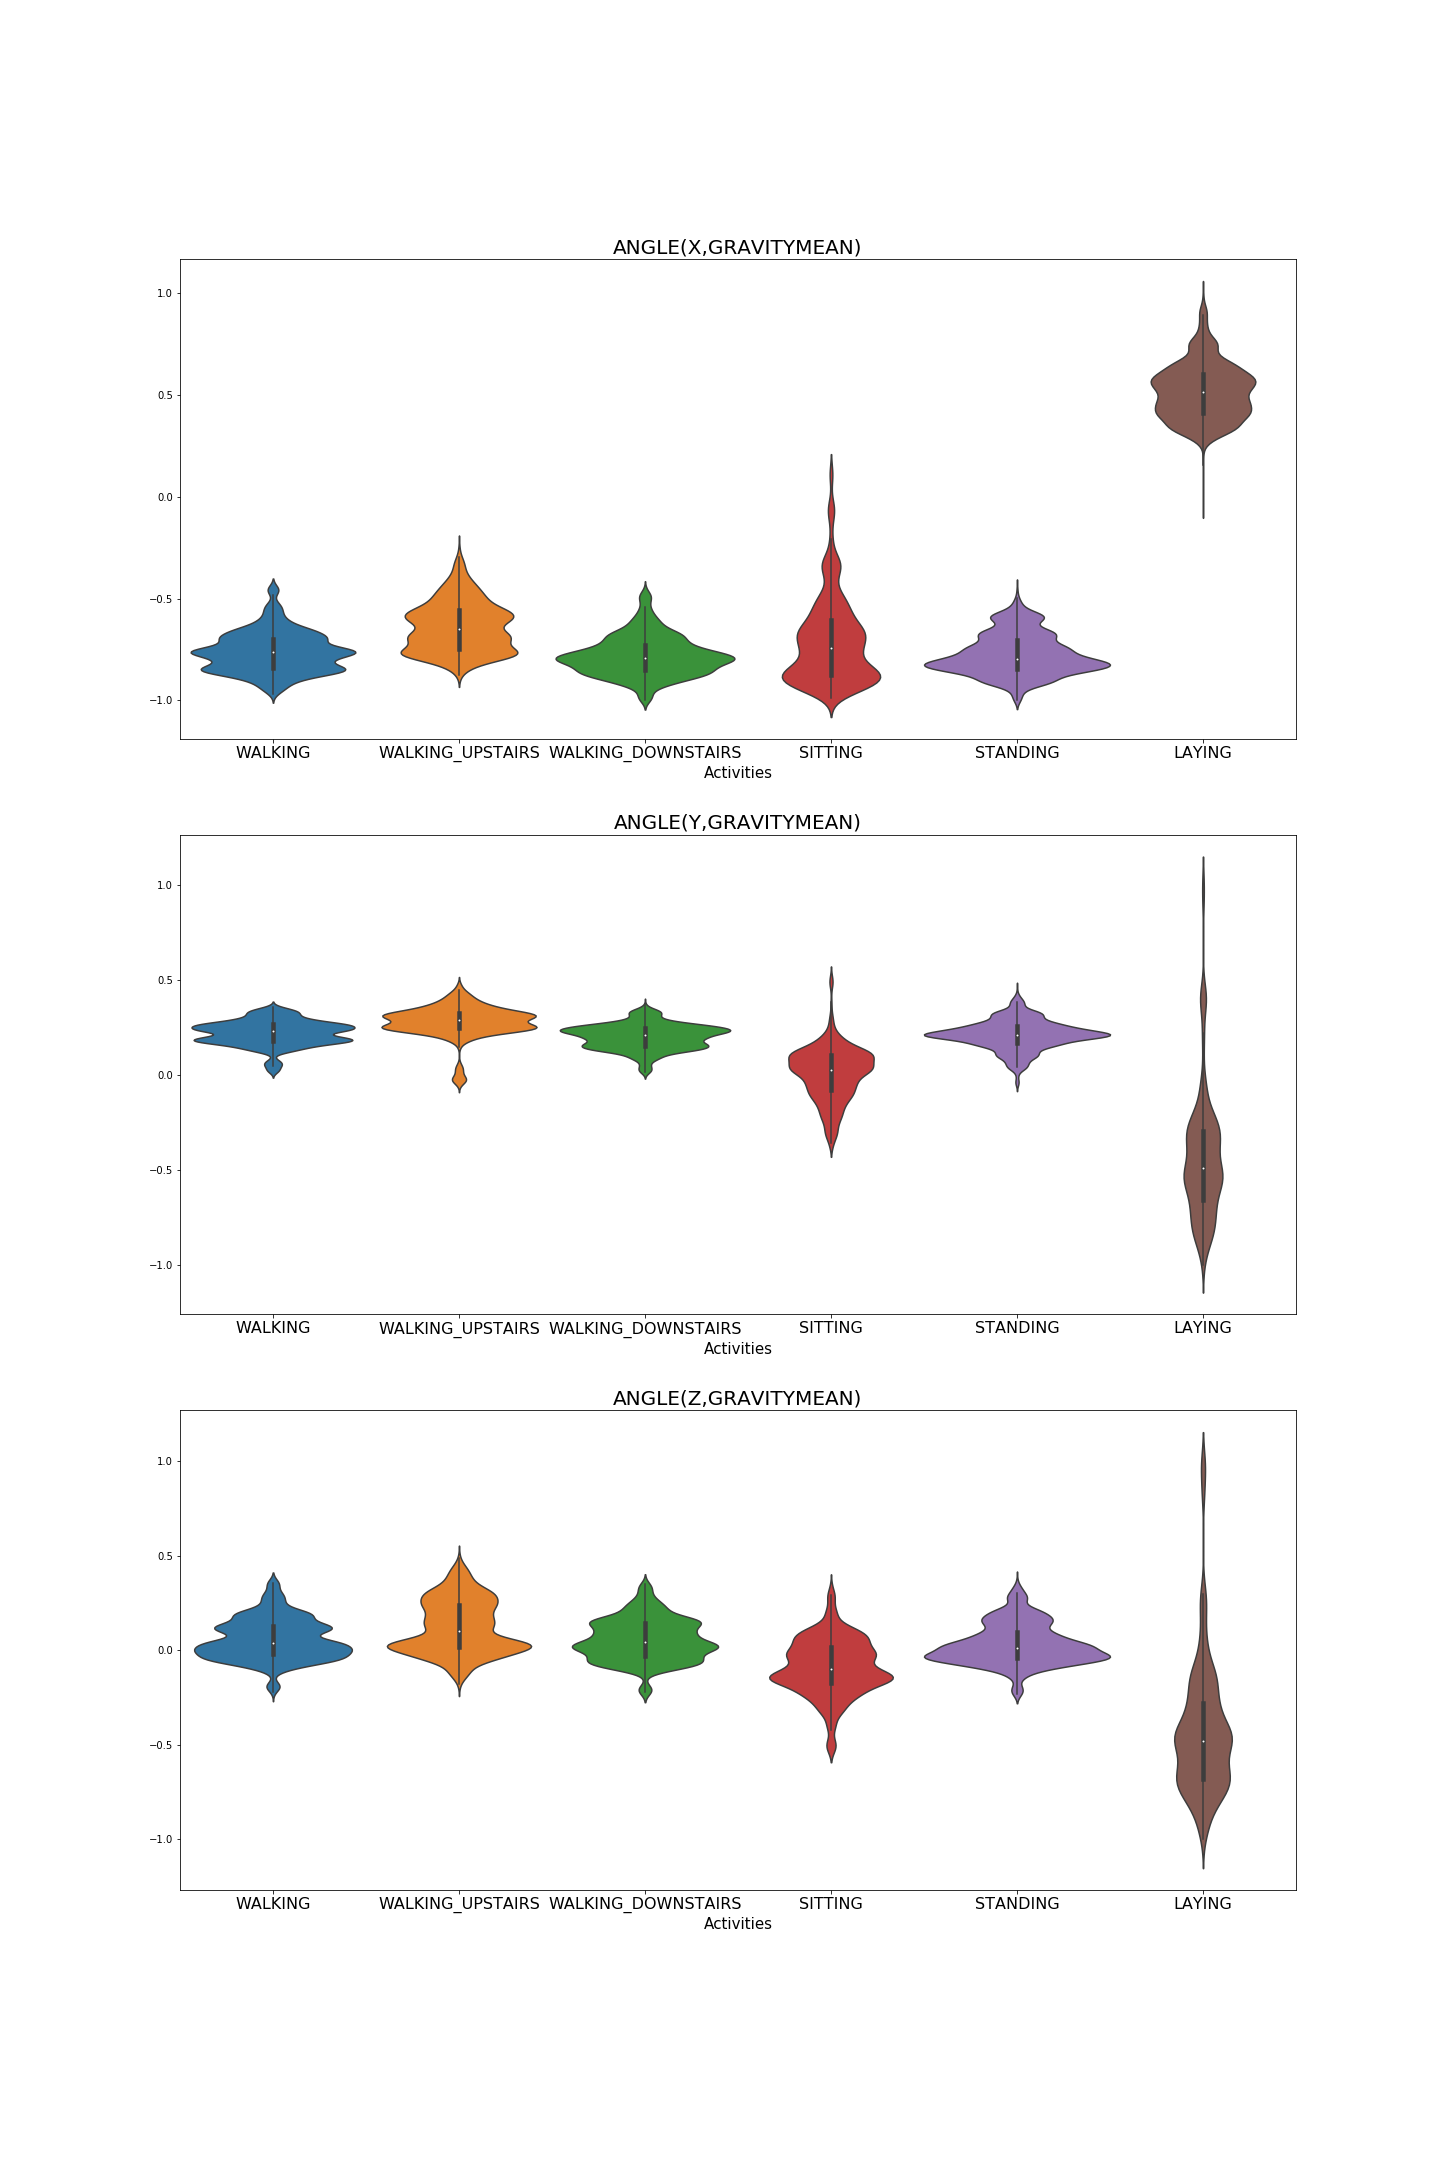 ANGLE(X,GRAVITYMEAN)
1.0
0.5
0.0
−0.5
−1.0
WALKING WALKING_UPSTAIRS WALKING_DOWNSTAIRS SITTING STANDING LAYING
Activities
ANGLE(Y,GRAVITYMEAN)
1.0
0.5
0.0
−0.5
−1.0
WALKING WALKING_UPSTAIRS WALKING_DOWNSTAIRS SITTING STANDING LAYING
Activities
ANGLE(Z,GRAVITYMEAN)
1.0
0.5
0.0
−0.5
−1.0
WALKING WALKING_UPSTAIRS WALKING_DOWNSTAIRS SITTING STANDING LAYING
Activities